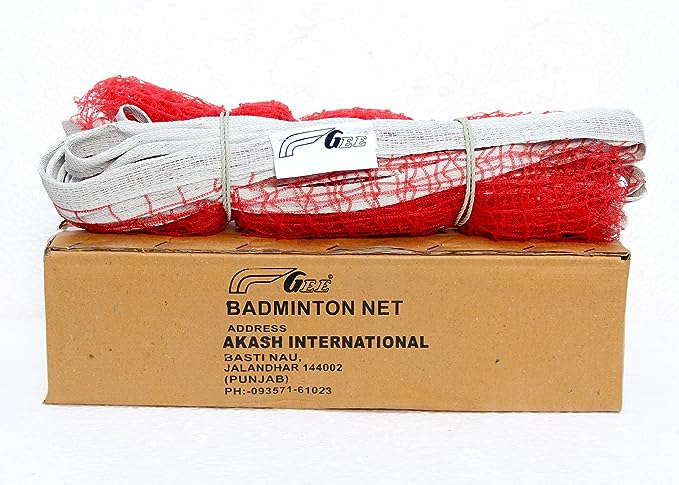 GEE®
GEE®
BADMINTON NET
ADDRESS
AKASH INTERNATIONAL
BASTI NAU,
JALANDHAR 144002
(PUNJAB)
PH:-093571-61023